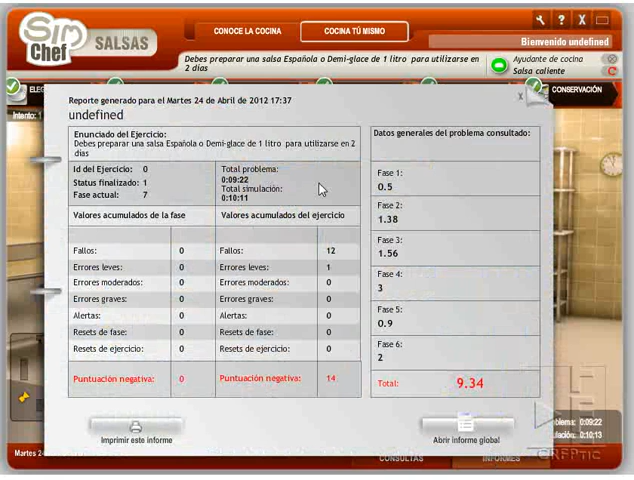 Sim
Chef
SALSAS
CONOCE LA COCINA
COCINA TÚ MISMO
? X
Bienvenido undefined
Debes preparar una salsa Española o Demi-glace de 1 litro para utilizarse en
2 días
Ayudante de cocina
Salsa caliente
ELEG
CONSERVACIÓN
Intento: 1
Reporte generado para el Martes 24 de Abril de 2012 17:37
x
undefined
Enunciado del Ejercicio:
Debes preparar una salsa Española o Demi-glace de 1 litro para utilizarse en 2
días
Id del Ejercicio: 0
Status finalizado: 1
Fase actual: 7
Total problema:
0:09:22
Total simulación:
0:10:11
Valores acumulados de la fase
Valores acumulados del ejercicio
Fallos: 0 Fallos: 12
Errores leves: 0 Errores leves: 1
Errores moderados: 0 Errores moderados: 0
Errores graves: 0 Errores graves: 0
Alertas: 0 Alertas: 0
Resets de fase: 0 Resets de fase: 0
Resets de ejercicio: 0 Resets de ejercicio: 0
Puntuación negativa: 0 Puntuación negativa: 14
Datos generales del problema consultado:
Fase 1:
0.5
Fase 2:
1.38
Fase 3:
1.56
Fase 4:
3
Fase 5:
0.9
Fase 6:
2
Total: 9.34
Imprimir este informe
Abrir informe global
blema: 0:09:22
lación: 0:10:13
Martes 24
CONSULTAS
INFORMES
CRFPTIC